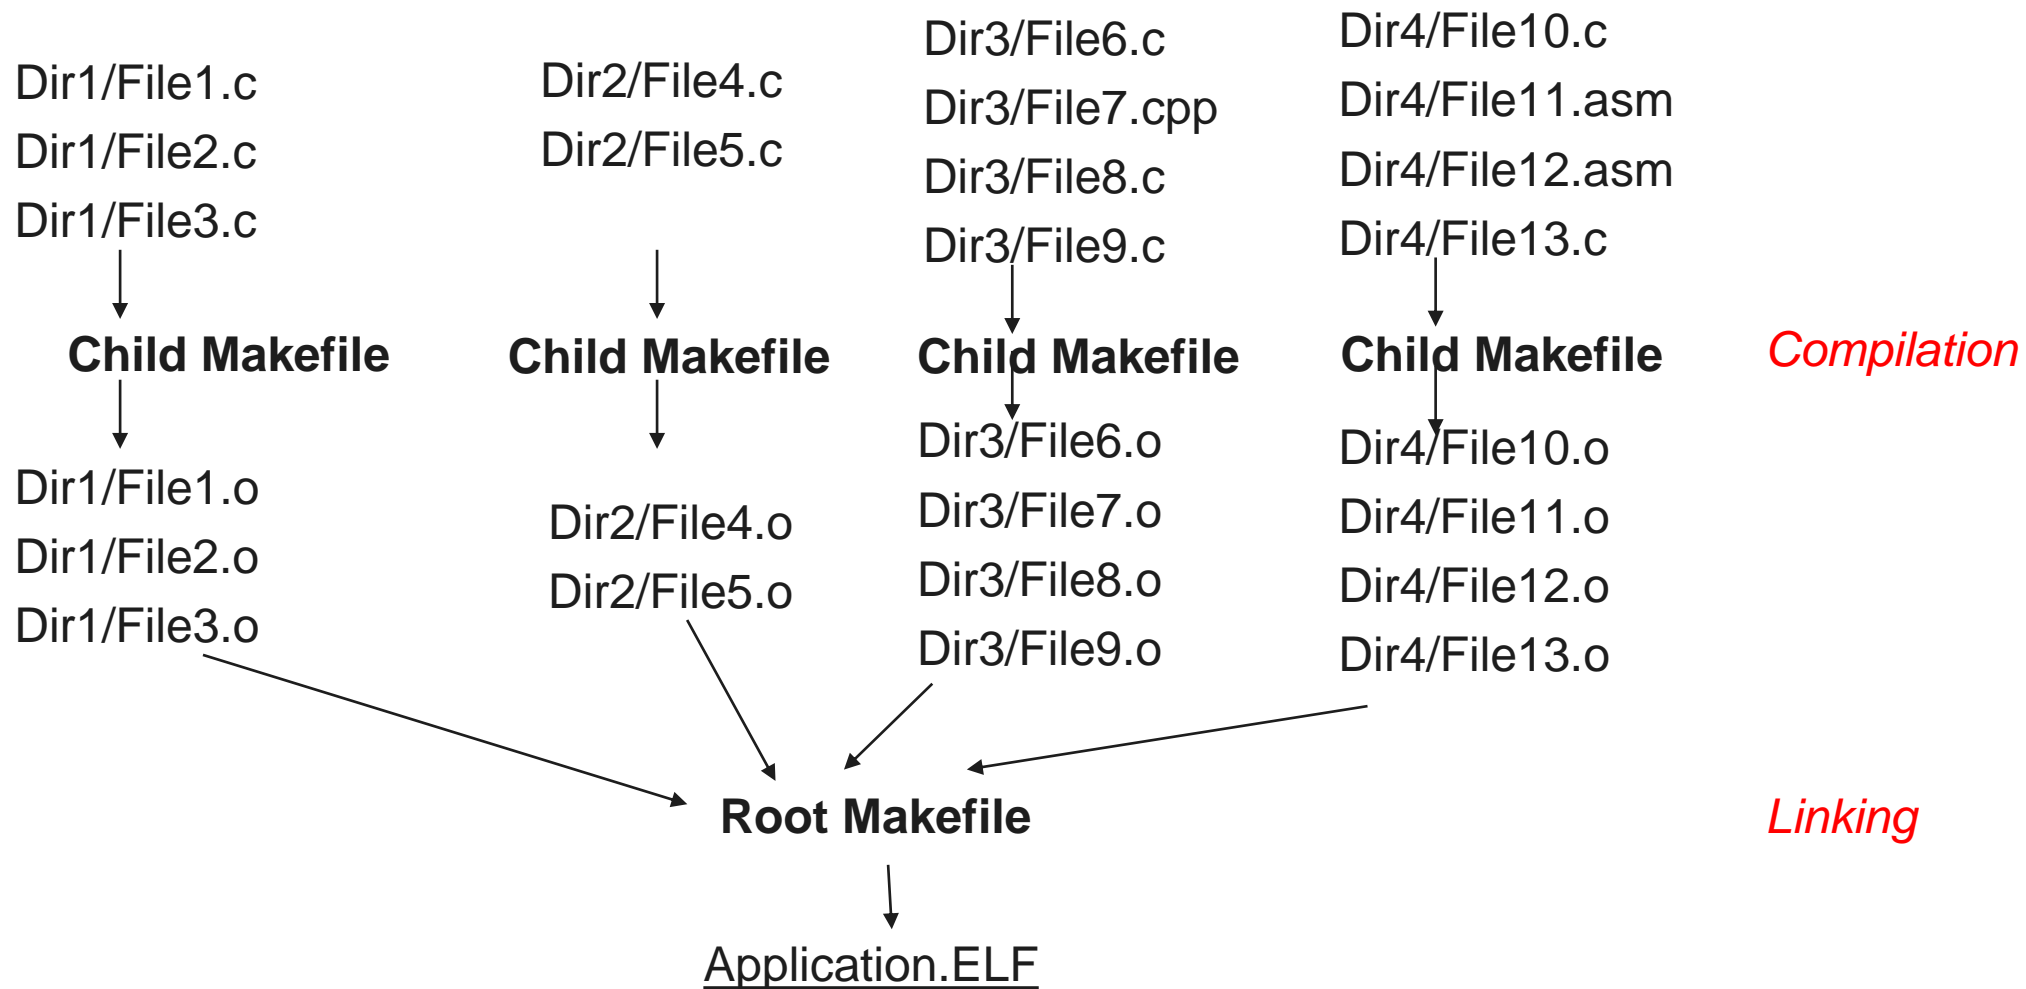 Dir1/File1.c
Dir1/File2.c
Dir1/File3.c
Dir2/File4.c
Dir2/File5.c
Dir3/File6.c
Dir3/File7.cpp
Dir3/File8.c
Dir3/File9.c
Dir4/File10.c
Dir4/File11.asm
Dir4/File12.asm
Dir4/File13.c
Child Makefile
Child Makefile
Child Makefile
Child Makefile
Compilation
Dir1/File1.o
Dir1/File2.o
Dir1/File3.o
Dir2/File4.o
Dir2/File5.o
Dir3/File6.o
Dir3/File7.o
Dir3/File8.o
Dir3/File9.o
Dir4/File10.o
Dir4/File11.o
Dir4/File12.o
Dir4/File13.o
Root Makefile
Linking
Application.ELF